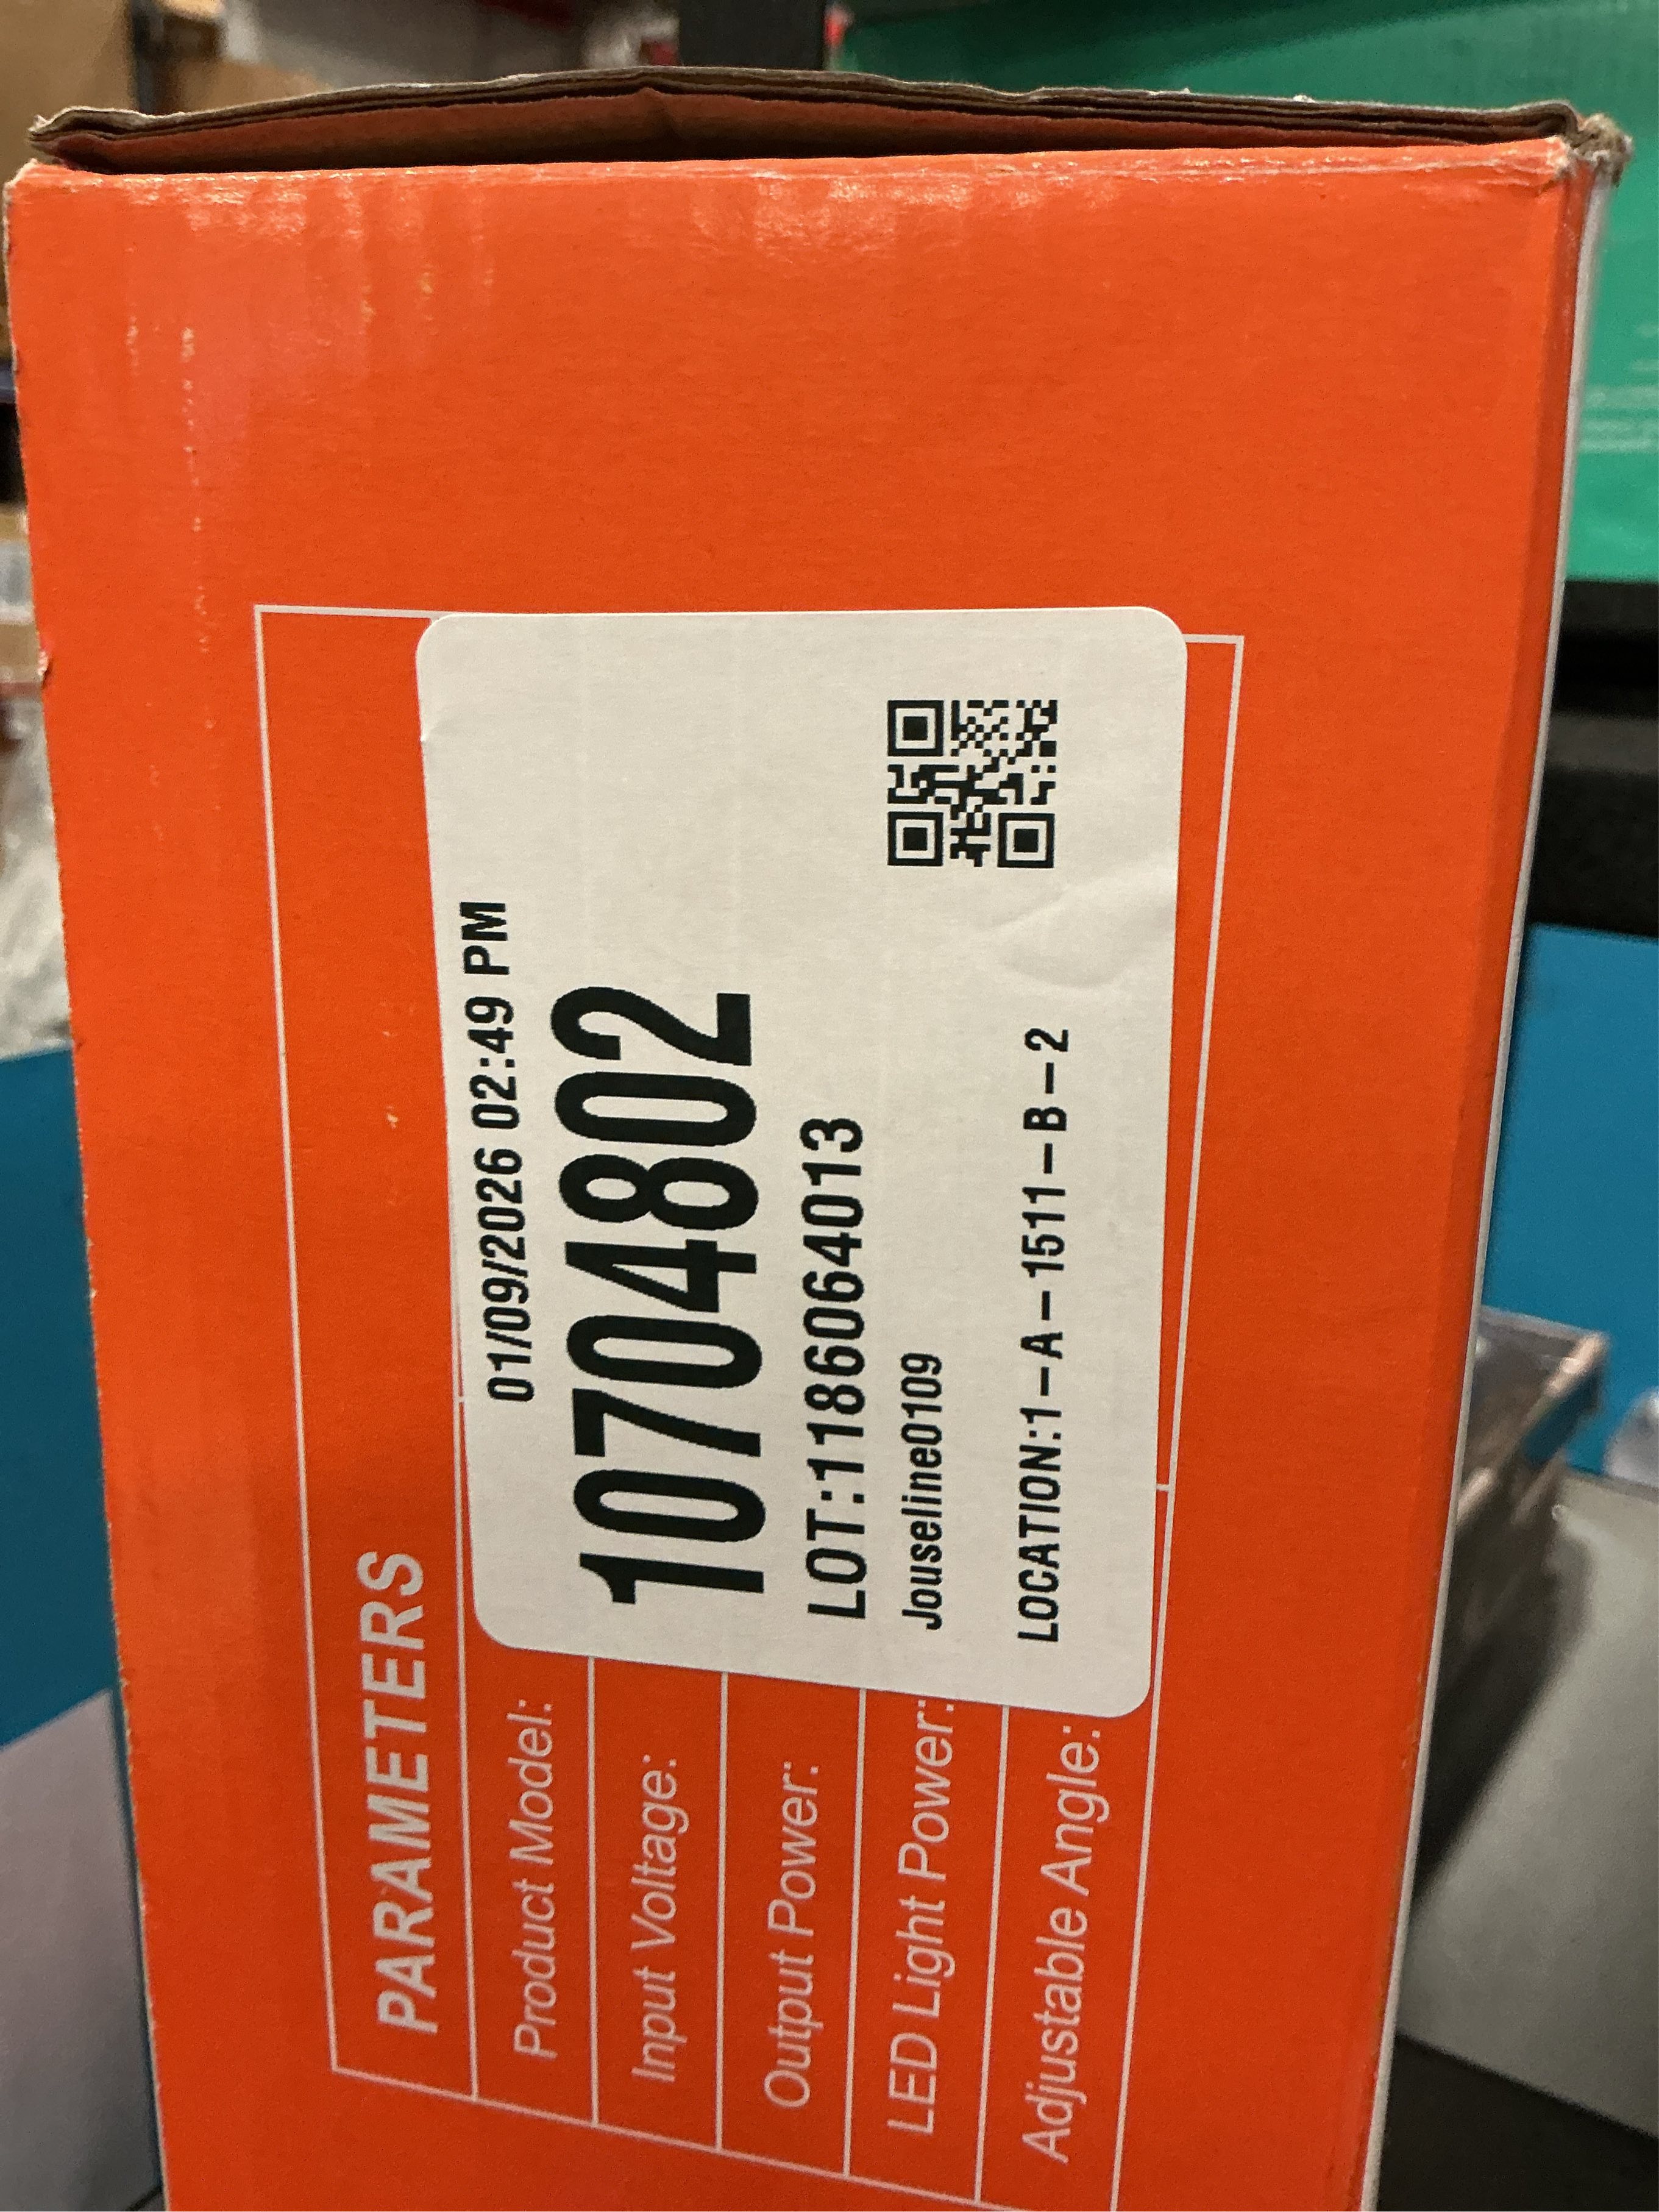 PARAMETERS
Product Model:
Input Voltage:
Output Power:
LED Light Power:
Adjustable Angle:
01/09/2026 02:49 PM
10704802
LOT:1186064013
Jouseline0109
LOCATION:1-A-1511-B-2